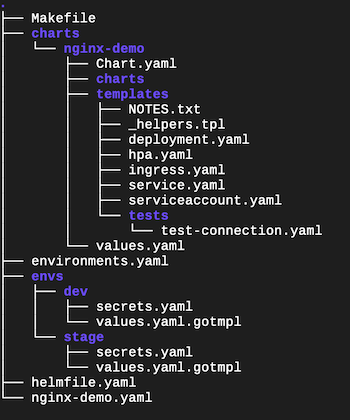 .
├── Makefile
├── charts
│   └── nginx-demo
│       ├── Chart.yaml
│       ├── charts
│       ├── templates
│       │   ├── NOTES.txt
│       │   ├── _helpers.tpl
│       │   ├── deployment.yaml
│       │   ├── hpa.yaml
│       │   ├── ingress.yaml
│       │   ├── service.yaml
│       │   ├── serviceaccount.yaml
│       │   └── tests
│       │       └── test-connection.yaml
│       └── values.yaml
├── environments.yaml
├── envs
│   ├── dev
│   │   ├── secrets.yaml
│   │   └── values.yaml.gotmpl
│   └── stage
│       ├── secrets.yaml
│       └── values.yaml.gotmpl
├── helmfile.yaml
└── nginx-demo.yaml